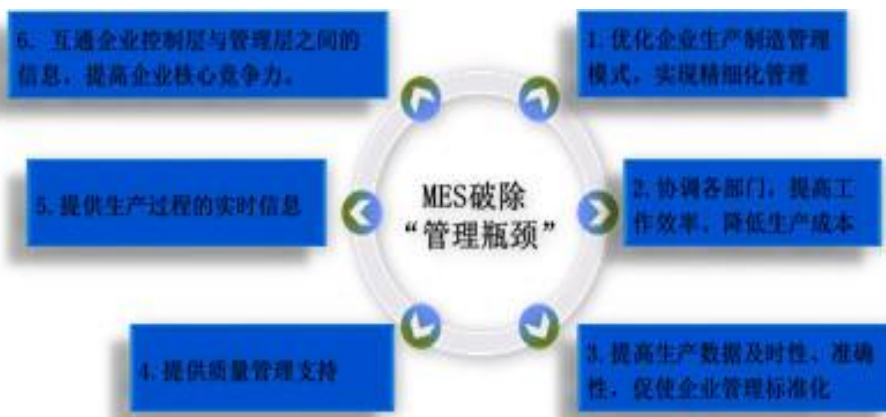 6. 互通企业控制层与管理层之间的
信息，提高企业核心竞争力。
1.优化企业生产制造管理
模式，实现精细化管理
5.提供生产过程的实时信息
MES破除
“管理瓶颈”
2.协调各部门，提高工
作效率、降低生产成本
4.提供质量管理支持
3.提高生产数据及时性、准确
性，促使企业管理标准化